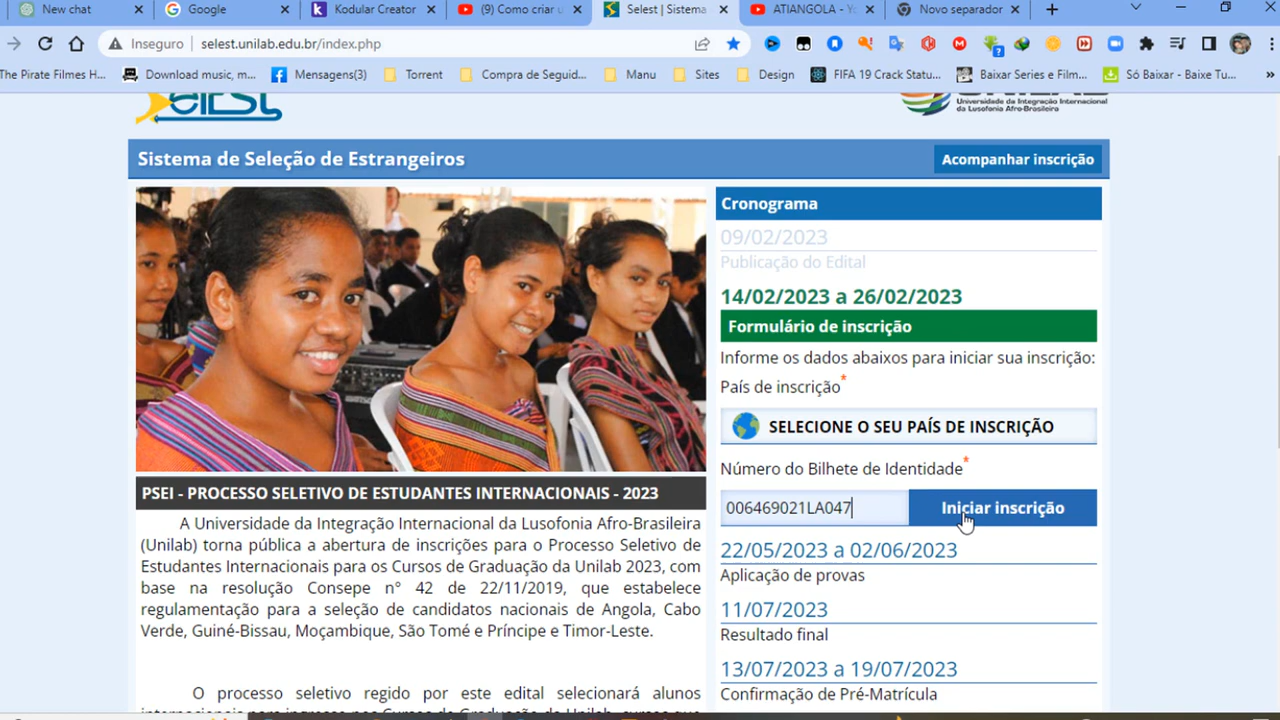 New chat
Google
Kodular Creator
(9) Como criar u
Selest | Sistema
ATIANGOLA - Yo
Novo separador
Inseguro
selest.unilab.edu.br/index.php
The Pirate Filmes H...
Download music, m...
Mensagens(3)
Torrent
Compra de Seguid...
Manu
Sites
Design
FIFA 19 Crack Statu...
Baixar Series e Film...
Só Baixar - Baixe Tu...
Universidade da Integração Internacional
da Lusofonia Afro-Brasileira
Sistema de Seleção de Estrangeiros
Acompanhar inscrição
Cronograma
09/02/2023
Publicação do Edital
14/02/2023 a 26/02/2023
Formulário de inscrição
Informe os dados abaixos para iniciar sua inscrição:
País de inscrição*
SELECIONE O SEU PAÍS DE INSCRIÇÃO
Número do Bilhete de Identidade*
006469021LA047
Iniciar inscrição
22/05/2023 a 02/06/2023
Aplicação de provas
11/07/2023
Resultado final
13/07/2023 a 19/07/2023
Confirmação de Pré-Matrícula
PSEI - PROCESSO SELETIVO DE ESTUDANTES INTERNACIONAIS - 2023
A Universidade da Integração Internacional da Lusofonia Afro-Brasileira
(Unilab) torna pública a abertura de inscrições para o Processo Seletivo de
Estudantes Internacionais para os Cursos de Graduação da Unilab 2023, com
base na resolução Consepe n° 42 de 22/11/2019, que estabelece
regulamentação para a seleção de candidatos nacionais de Angola, Cabo
Verde, Guiné-Bissau, Moçambique, São Tomé e Príncipe e Timor-Leste.
O processo seletivo regido por este edital selecionará alunos